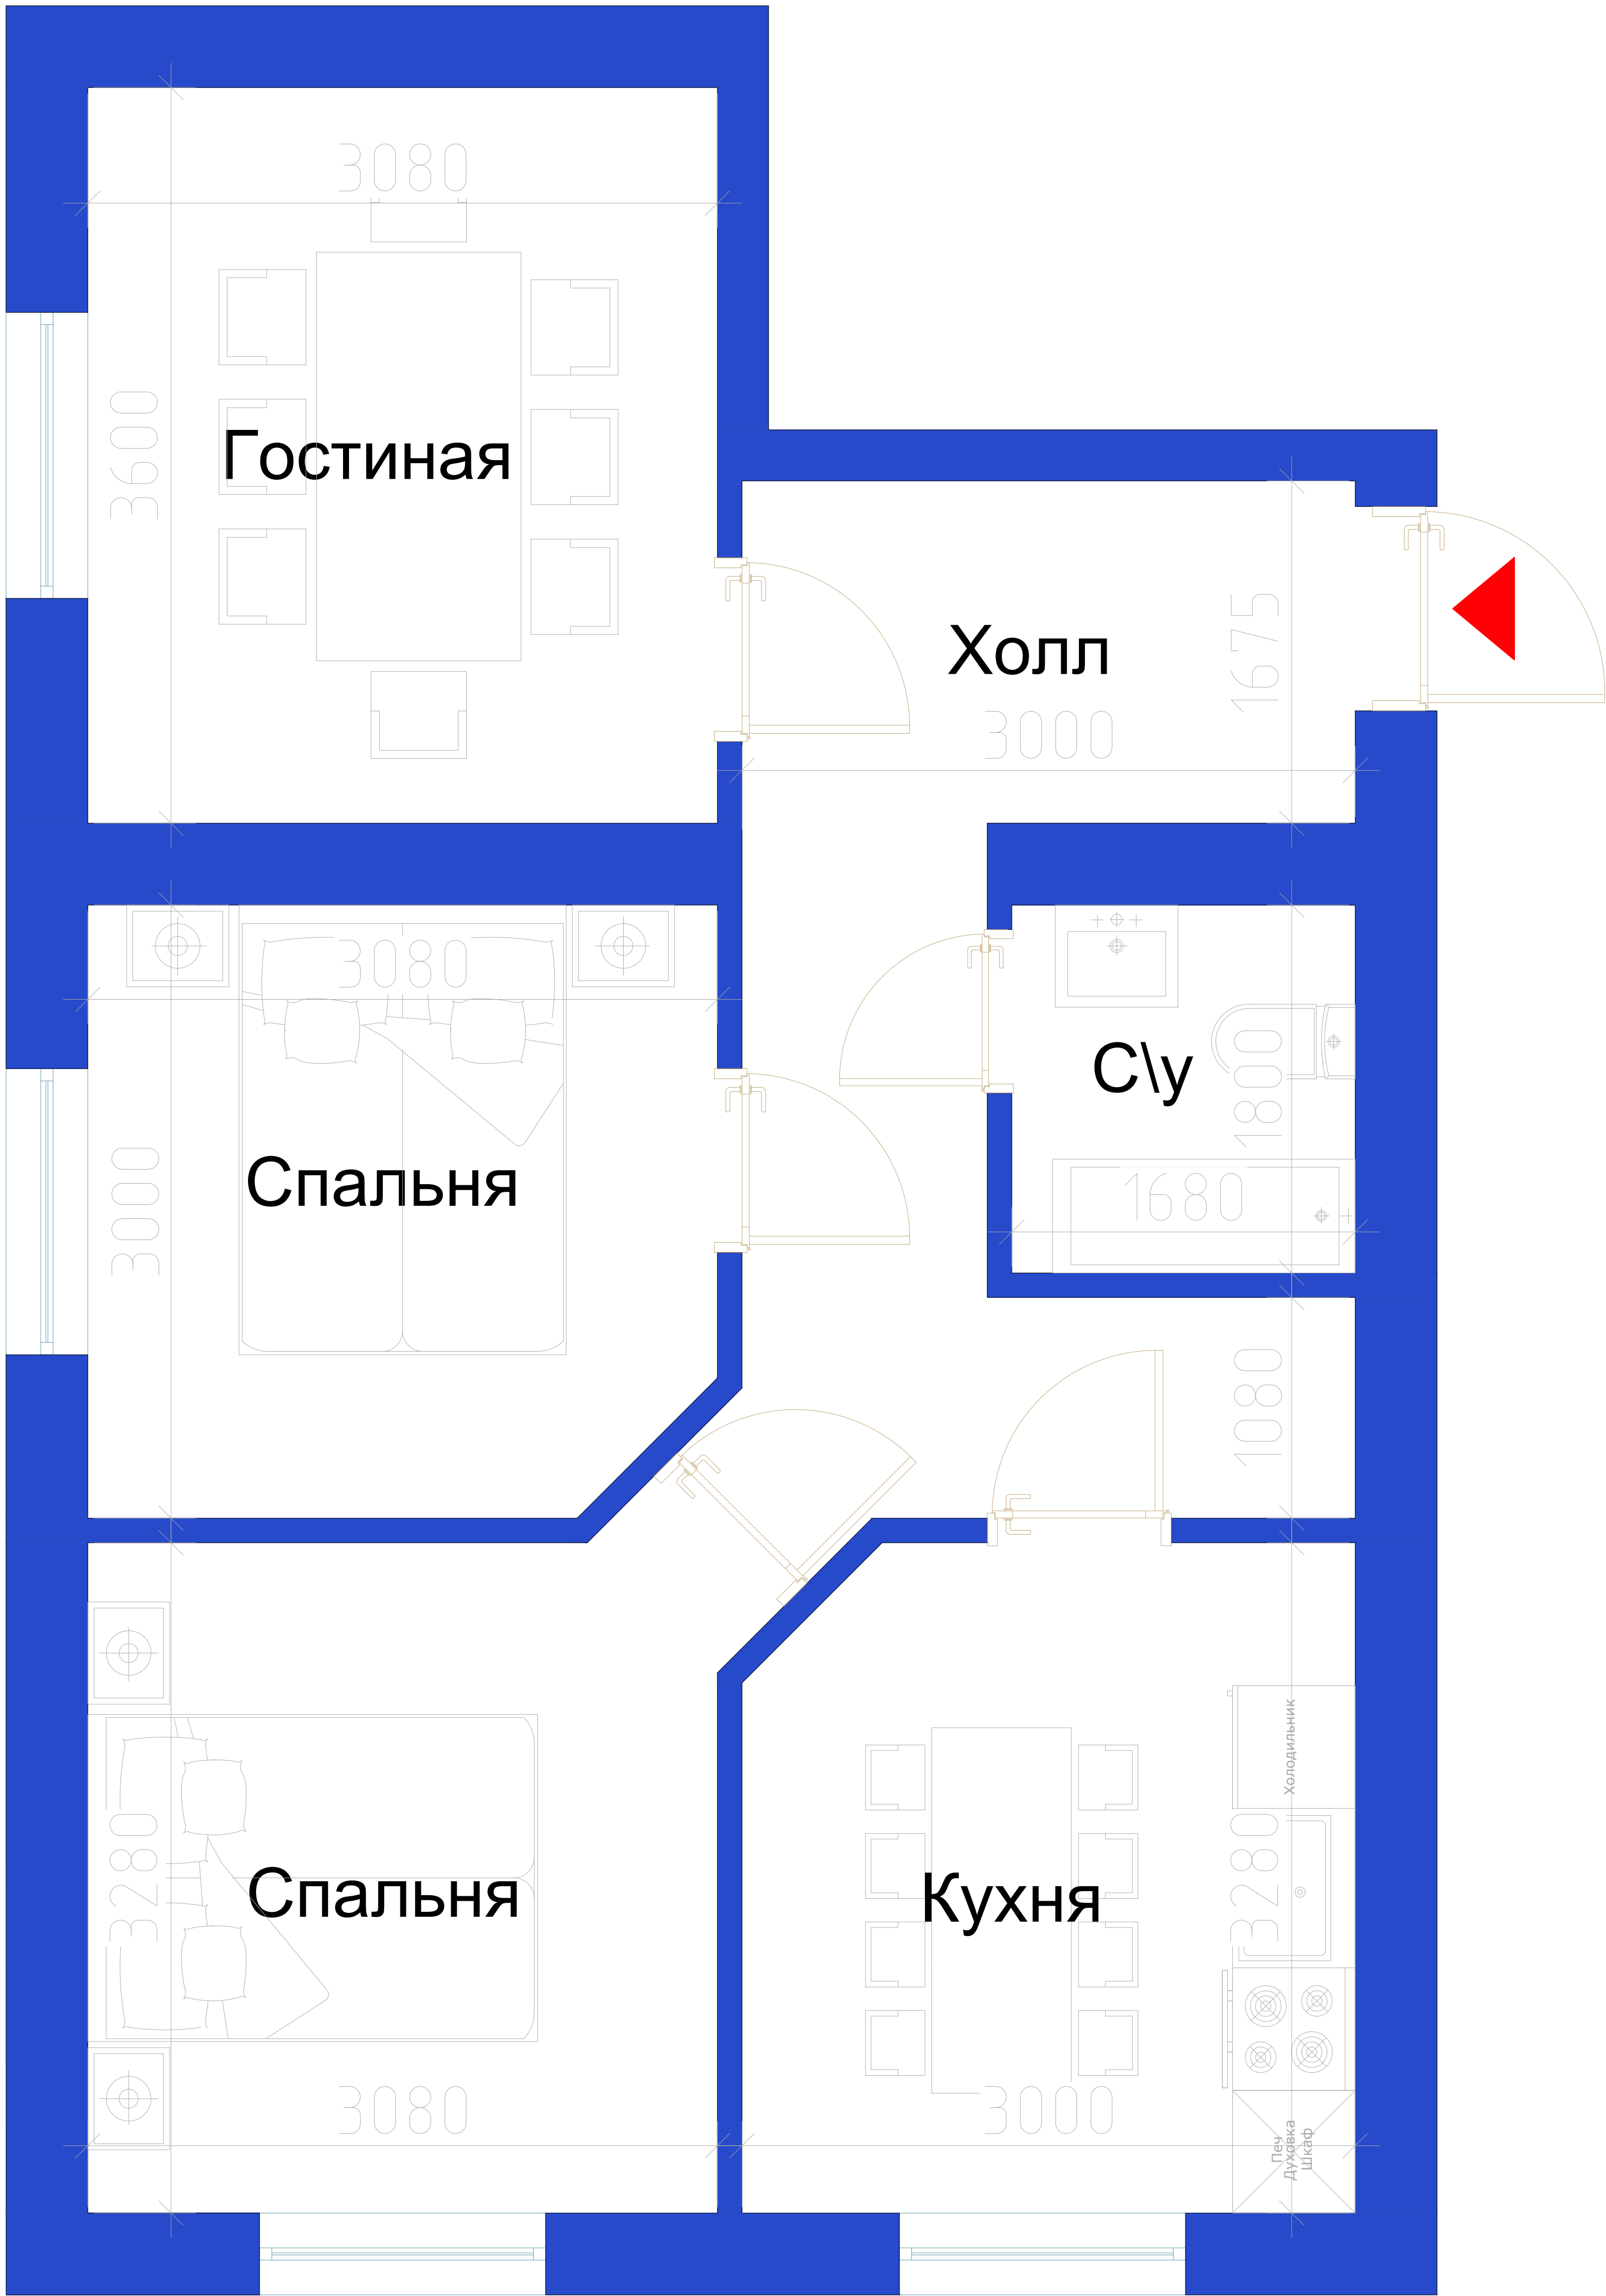 3080
3600
Гостиная
Холл
1675
3000
3080
С\у
1800
Спальня
3000
1680
1080
Холодильник
3280
Спальня
Кухня
3280
3080
3000
Печ
Духовка
Шкаф